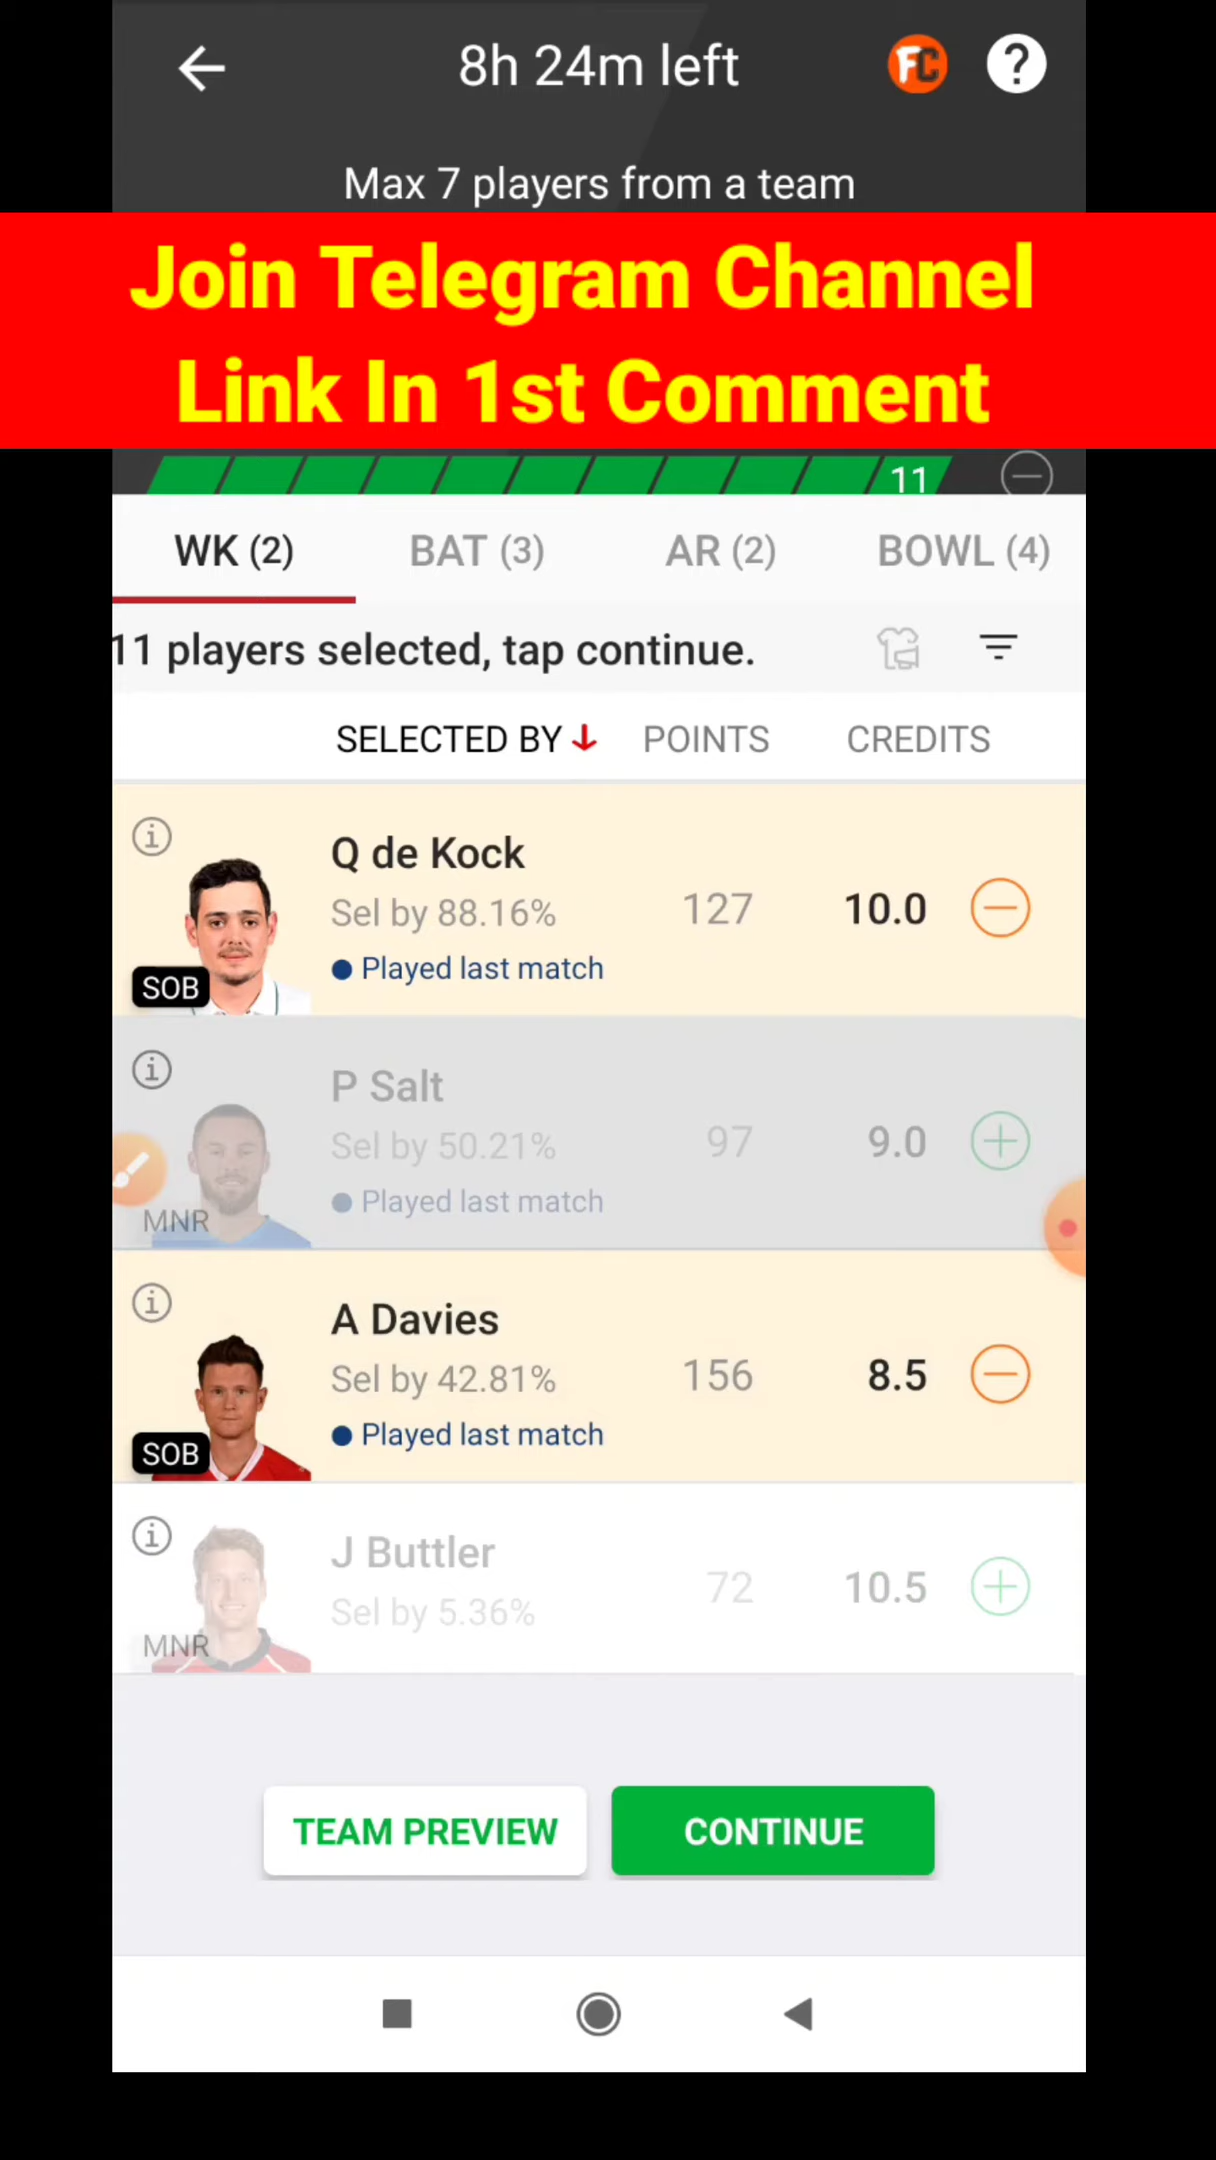 8h 24m left
FC
?
Max 7 players from a team
Join Telegram Channel
Link In 1st Comment
11
WK (2)
BAT (3)
AR (2)
BOWL (4)
11 players selected, tap continue.
SELECTED BY
POINTS
CREDITS
Q de Kock
Sel by 88.16%
127
10.0
Played last match
SOB
P Salt
Sel by 50.21%
97
9.0
Played last match
MNR
A Davies
Sel by 42.81%
156
8.5
Played last match
SOB
J Buttler
Sel by 5.36%
72
10.5
MNR
TEAM PREVIEW
CONTINUE